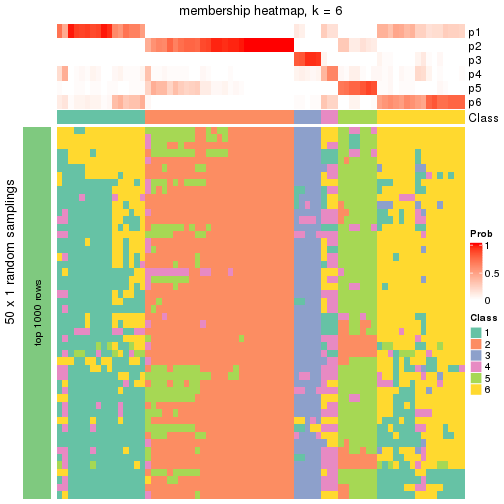 membership heatmap, k = 6
p1
p2
p3
p4
p5
p6
Class
50 x 1 random samplings
top 1000 rows
Prob
1
0.5
0
Class
1
2
3
4
5
6